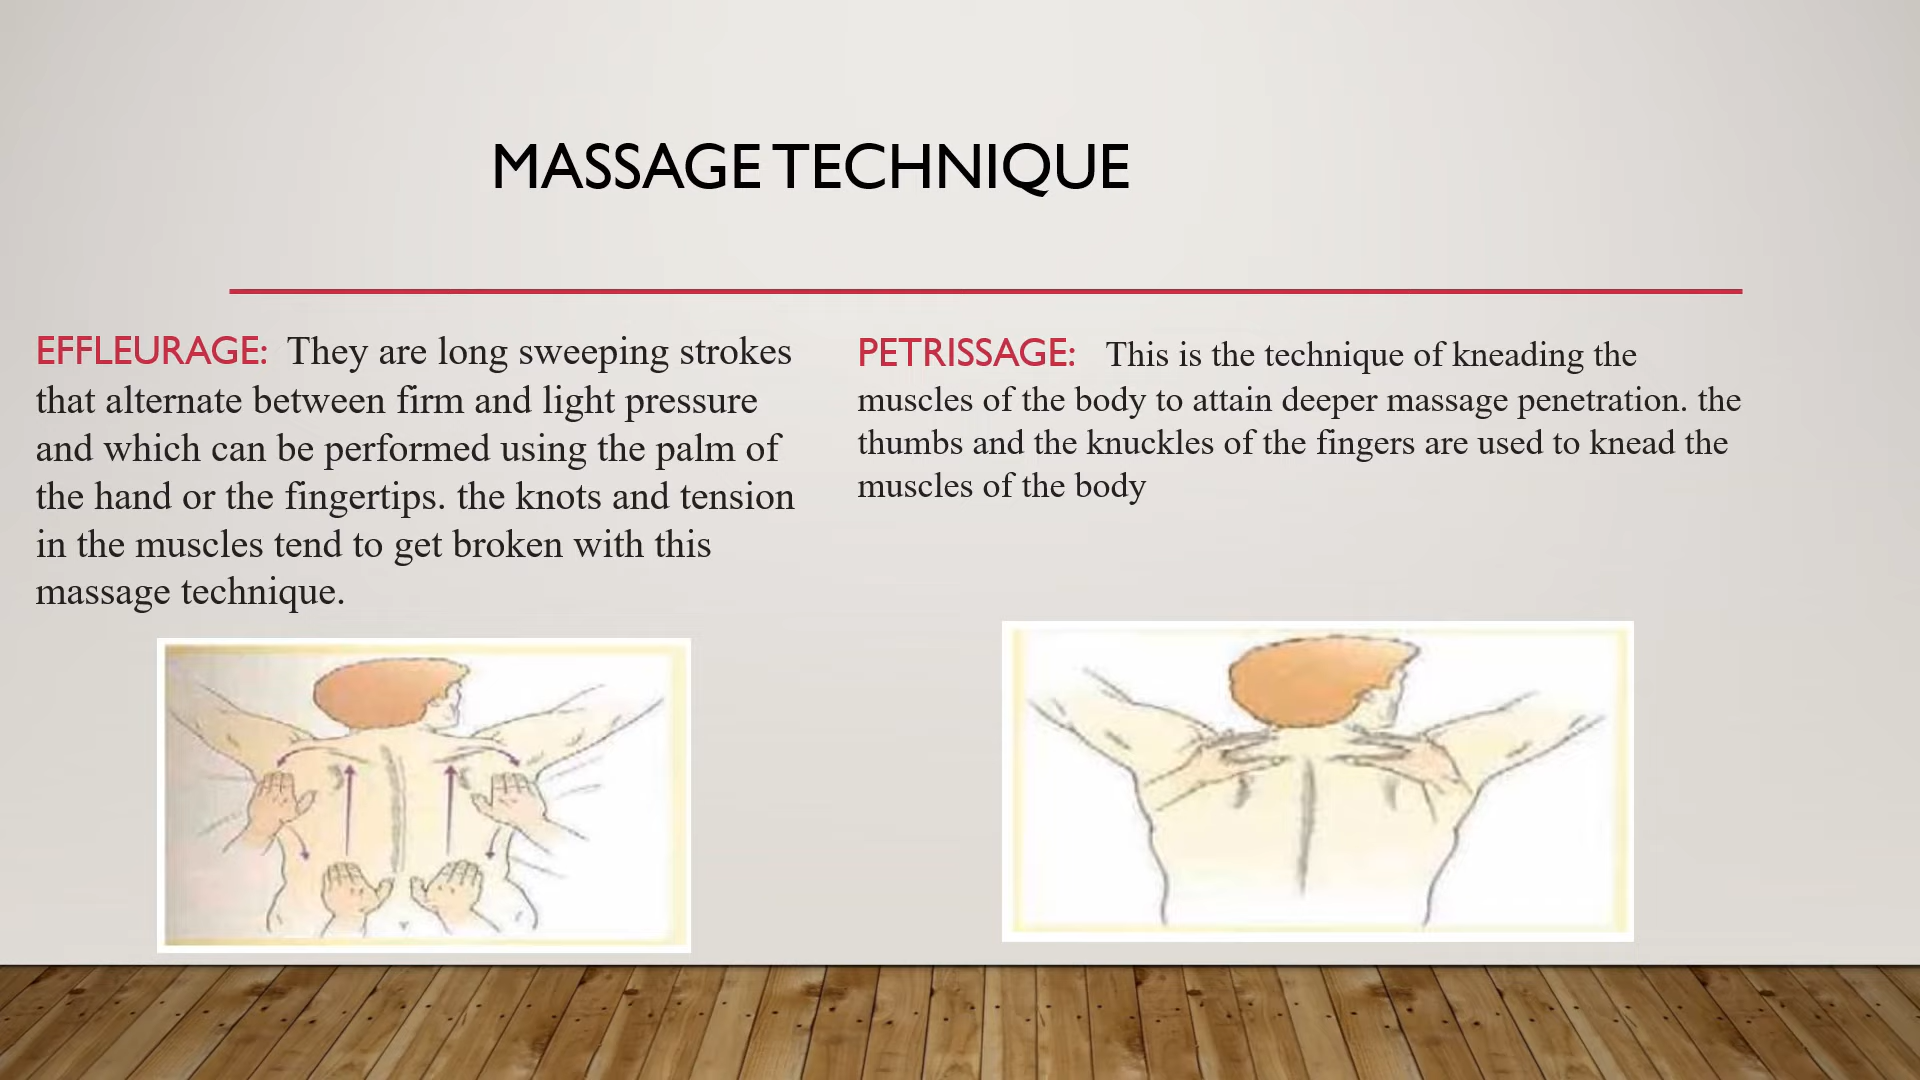 MASSAGE TECHNIQUE
EFFLEURAGE: They are long sweeping strokes
that alternate between firm and light pressure
and which can be performed using the palm of
the hand or the fingertips. the knots and tension
in the muscles tend to get broken with this
massage technique.
PETRISSAGE: This is the technique of kneading the
muscles of the body to attain deeper massage penetration. the
thumbs and the knuckles of the fingers are used to knead the
muscles of the body